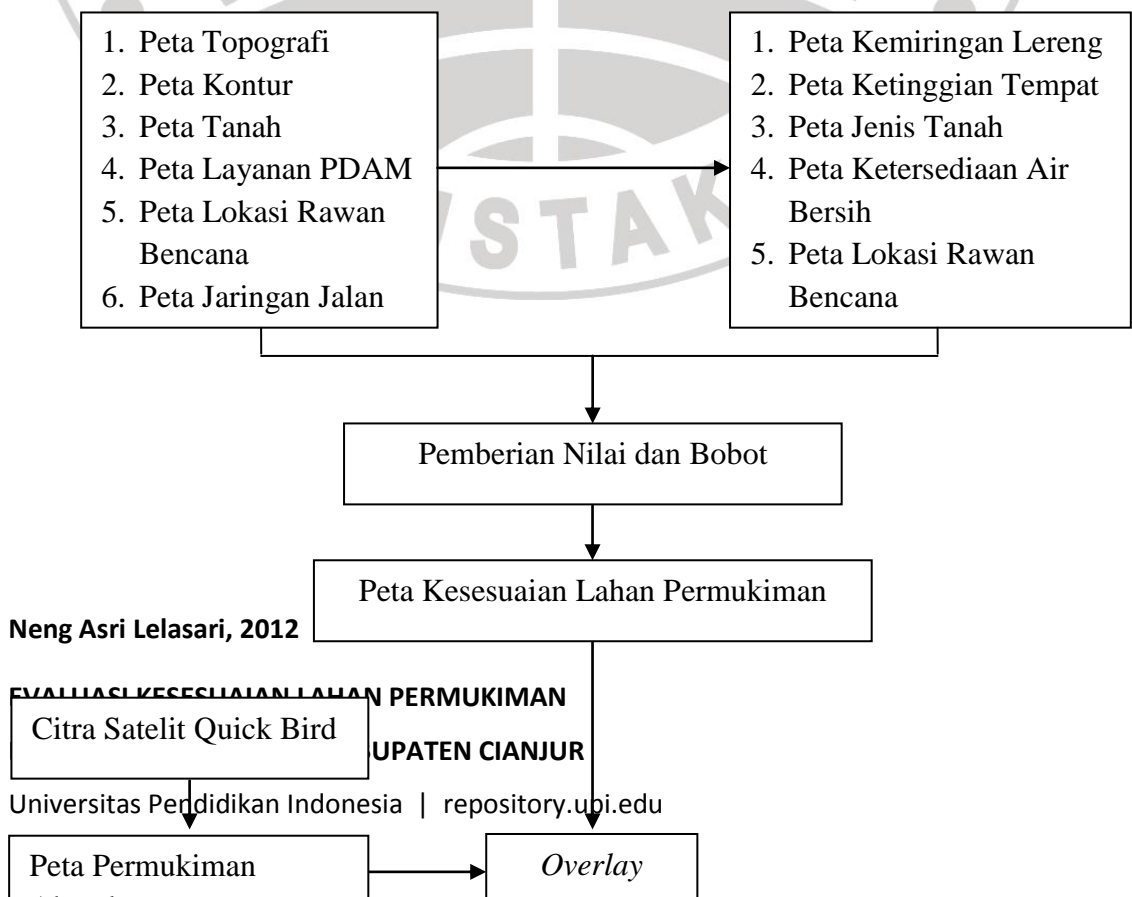 1. Peta Topografi
2. Peta Kontur
3. Peta Tanah
4. Peta Layanan PDAM
5. Peta Lokasi Rawan
Bencana
6. Peta Jaringan Jalan
1. Peta Kemiringan Lereng
2. Peta Ketinggian Tempat
3. Peta Jenis Tanah
4. Peta Ketersediaan Air
Bersih
5. Peta Lokasi Rawan
Bencana
Pemberian Nilai dan Bobot
Peta Kesesuaian Lahan Permukiman
Neng Asri Lelasari, 2012
EVALUASI KESESUAIAN LAHAN PERMUKIMAN
Citra Satelit Quick Bird
CIANJUR
Universitas Pendidikan Indonesia | repository.upi.edu
Peta Permukiman
Overlay